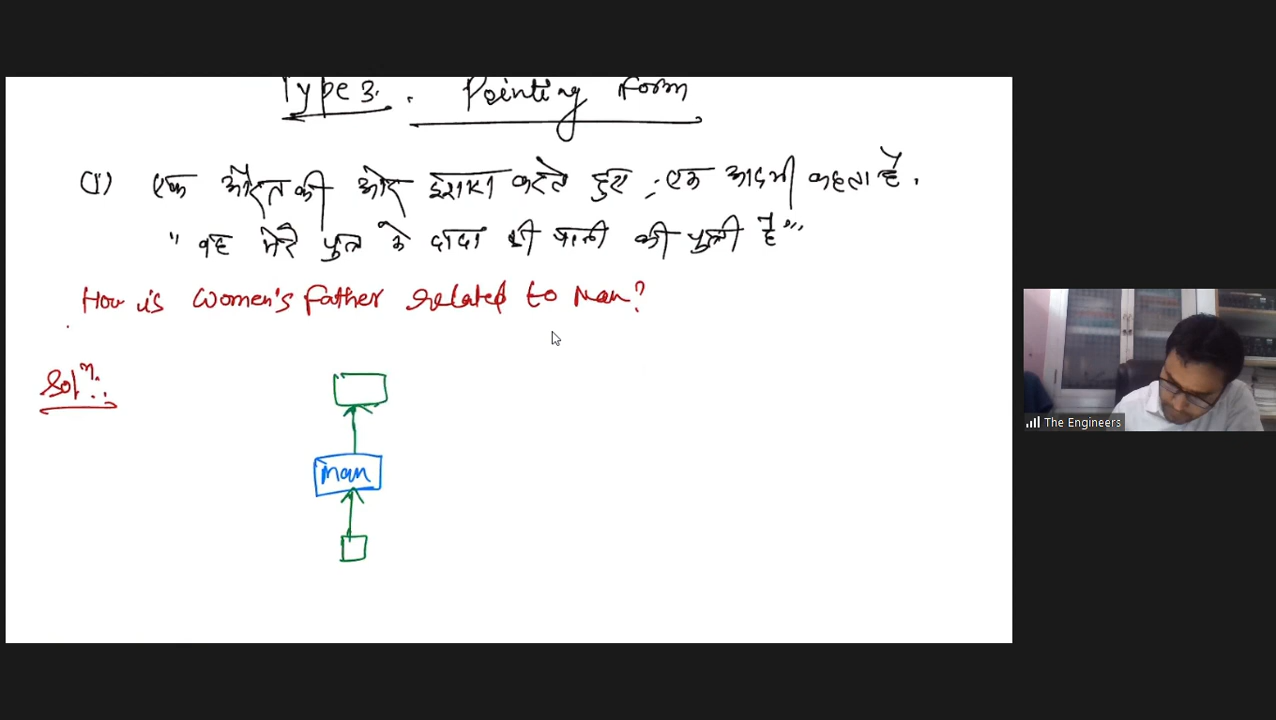 Type 3. Pointing Form
(1) एक औरत की ओर इशारा करते हुए, एक आदमी कहता है.
"वह मेरे पुत्र के दादा की पत्नी की पुत्री है"
How is women's father related to Man?
Solⁿ:
man
The Engineers